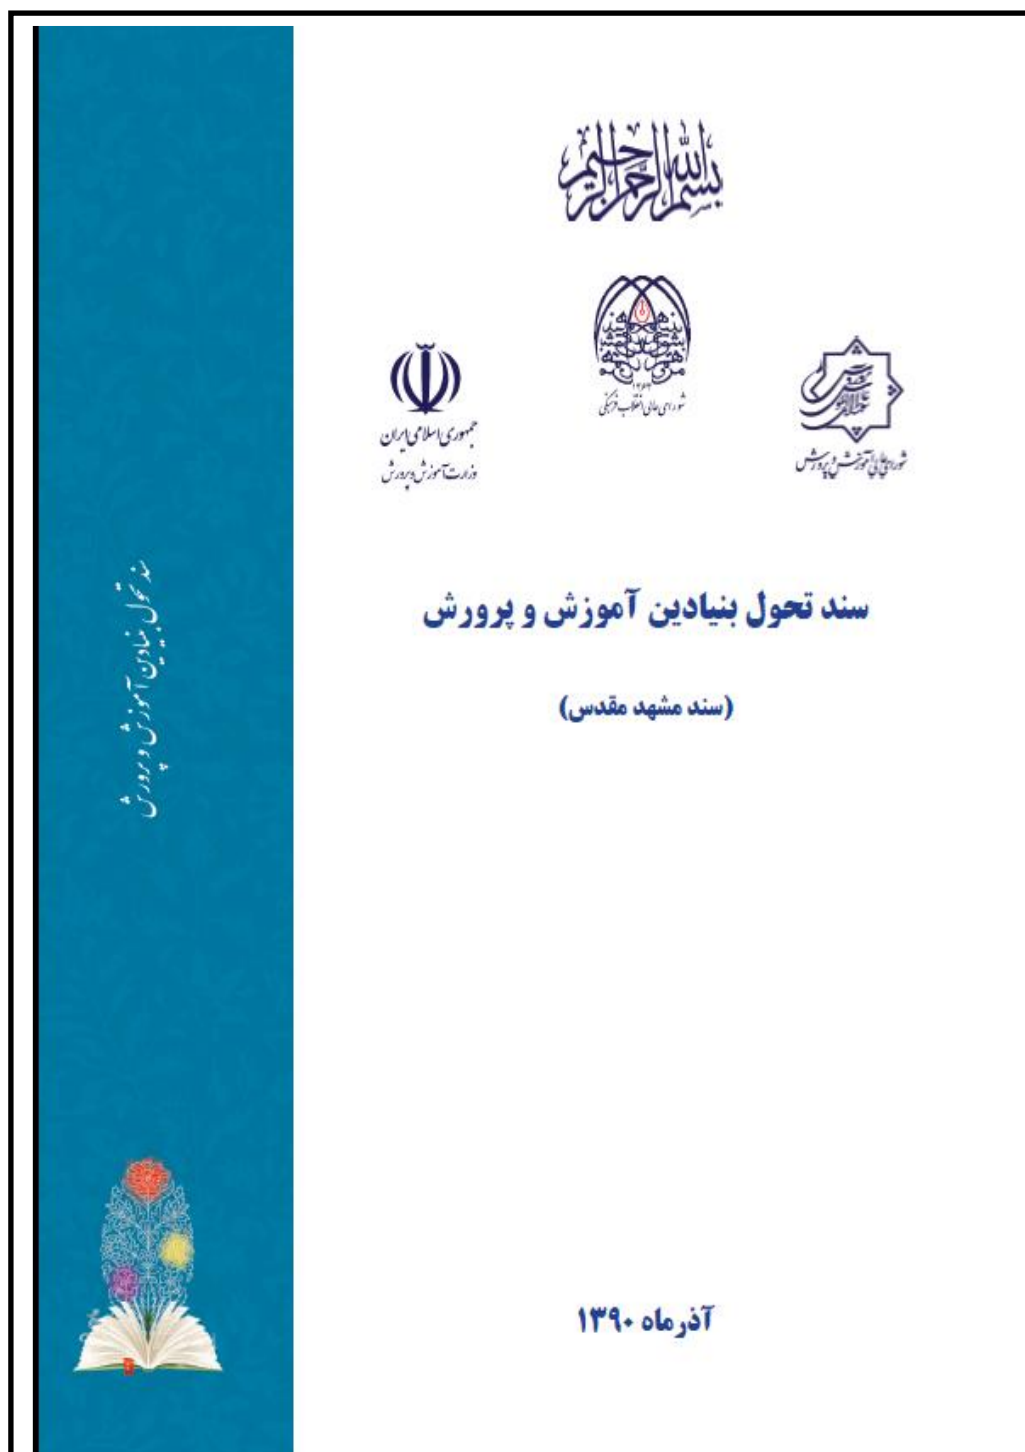 بسم الله الرحمن الرحیم
۱۳۶۳
شورای عالی انقلاب فرهنگی
جمهوری اسلامی ایران
وزارت آموزش و پرورش
شورای عالی آموزش و پرورش
سند تحول بنیادین آموزش و پرورش
(سند مشهد مقدس)
سند تحول بنیادین آموزش و پرورش
آذرماه ۱۳۹۰